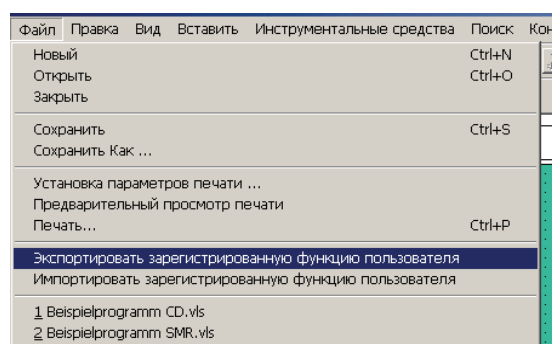 Файл Правка Вид Вставить Инструментальные средства Поиск Кон
Новый Ctrl+N
Открыть Ctrl+O
Закрыть
Сохранить Ctrl+S
Сохранить Как ...
Установка параметров печати ...
Предварительный просмотр печати
Печать... Ctrl+P
Экспортировать зарегистрированную функцию пользователя
Импортировать зарегистрированную функцию пользователя
1 Beispielprogramm CD.vls
2 Beispielprogramm SMR.vls